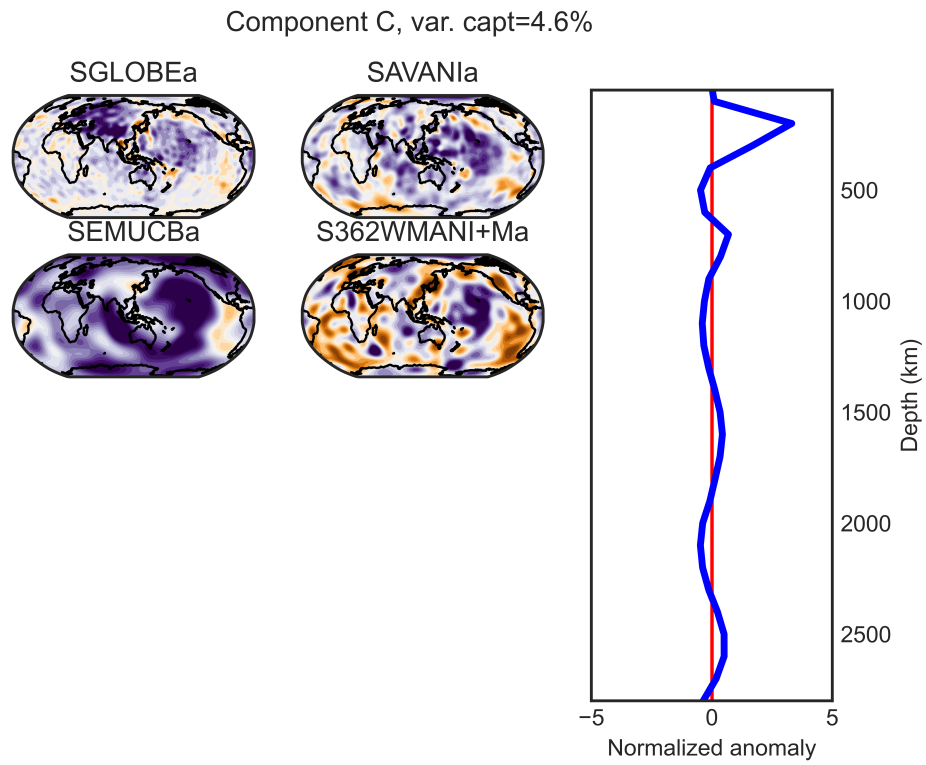 Component C, var. capt=4.6%
SGLOBEa
SAVANIa
SEMUCBa
S362WMANI+Ma
500
1000
1500
2000
2500
Depth (km)
−5
0
5
Normalized anomaly